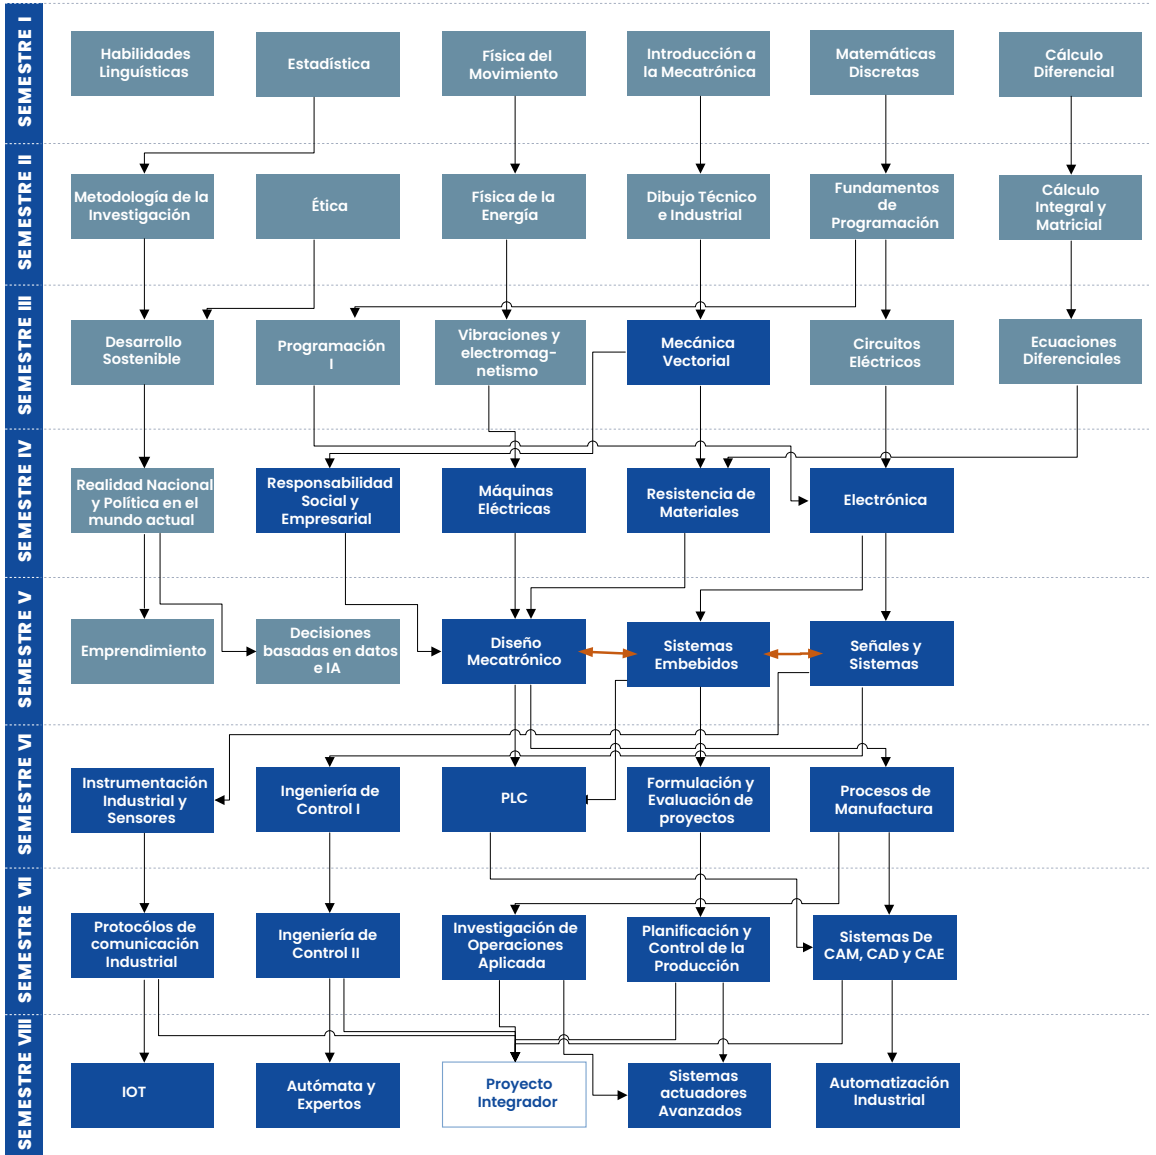 SEMESTRE I
Habilidades
Linguísticas
Estadística
Física del
Movimiento
Introducción a
la Mecatrónica
Matemáticas
Discretas
Cálculo
Diferencial
SEMESTRE II
Metodología de la
Investigación
Ética
Física de la
Energía
Dibujo Técnico
e Industrial
Fundamentos
de
Programación
Cálculo
Integral y
Matricial
SEMESTRE III
Desarrollo
Sostenible
Programación
I
Vibraciones y
electromag-
netismo
Mecánica
Vectorial
Circuitos
Eléctricos
Ecuaciones
Diferenciales
SEMESTRE IV
Realidad Nacional
y Política en el
mundo actual
Responsabilidad
Social y
Empresarial
Máquinas
Eléctricas
Resistencia de
Materiales
Electrónica
SEMESTRE V
Emprendimiento
Decisiones
basadas en datos
e IA
Diseño
Mecatrónico
Sistemas
Embebidos
Señales y
Sistemas
SEMESTRE VI
Instrumentación
Industrial y
Sensores
Ingeniería de
Control I
PLC
Formulación y
Evaluación de
proyectos
Procesos de
Manufactura
SEMESTRE VII
Protocólos de
comunicación
Industrial
Ingeniería de
Control II
Investigación de
Operaciones
Aplicada
Planificación y
Control de la
Producción
Sistemas De
CAM, CAD y CAE
SEMESTRE VIII
IOT
Autómata y
Expertos
Proyecto
Integrador
Sistemas
actuadores
Avanzados
Automatización
Industrial